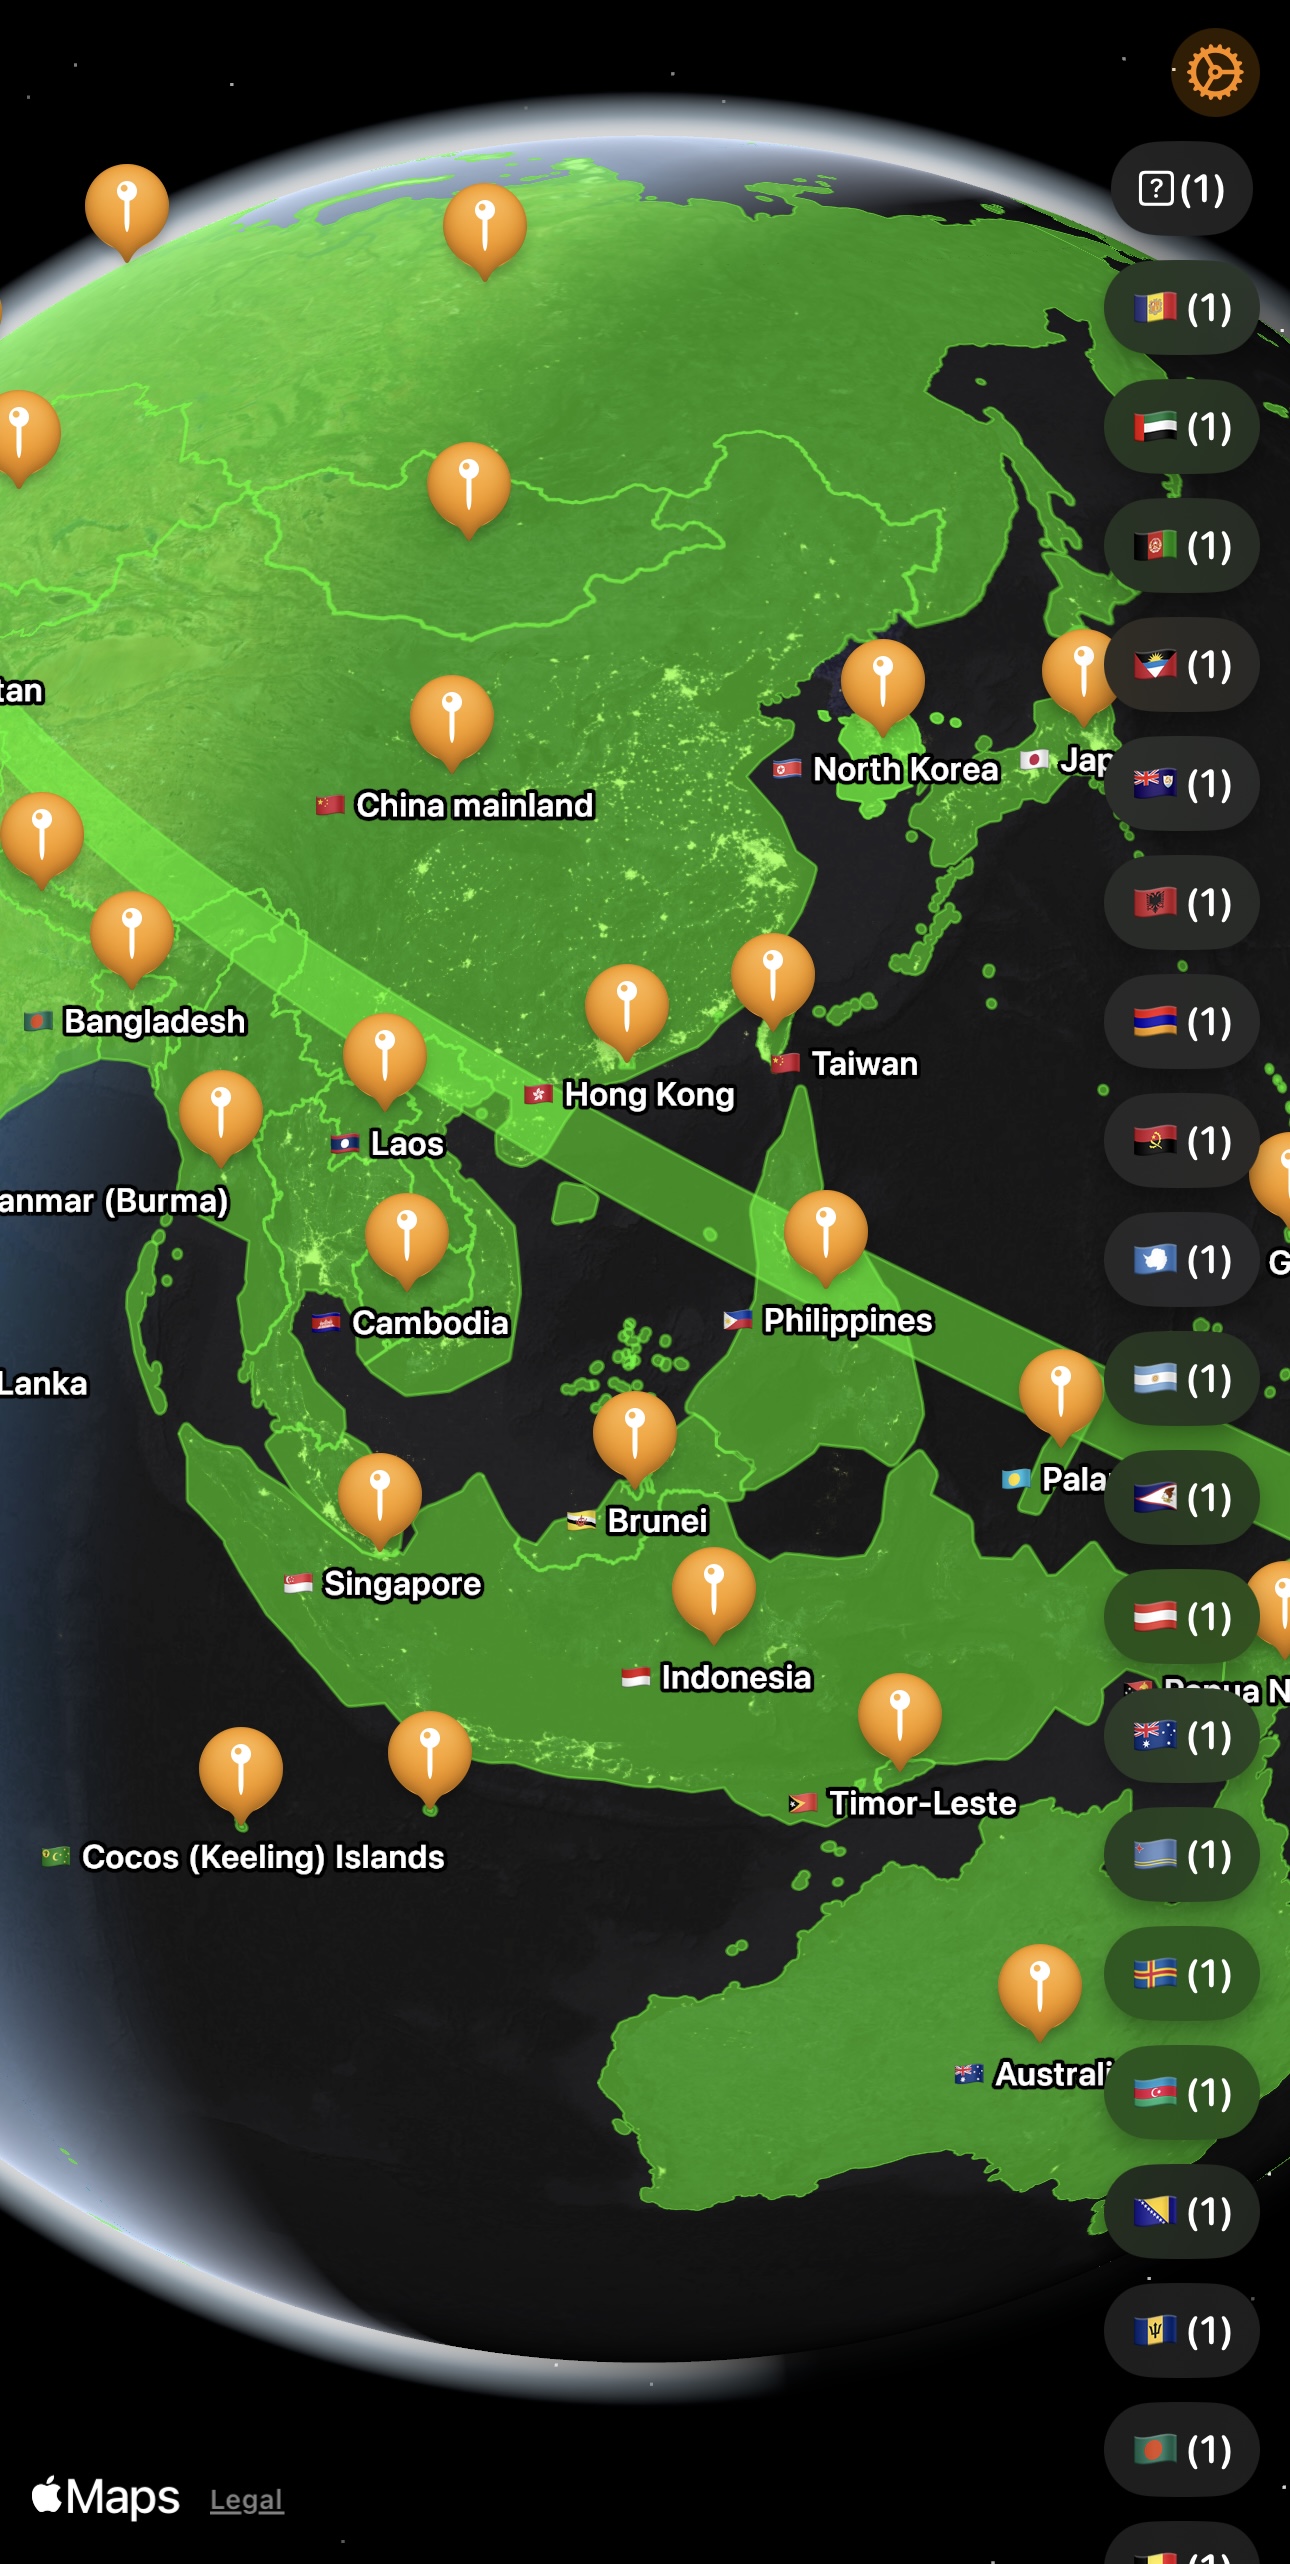 (1)
(1)
(1)
(1)
(1)
tan
North Korea
Jap
(1)
China mainland
(1)
Bangladesh
(1)
Taiwan
Hong Kong
Laos
(1)
anmar (Burma)
G
(1)
Philippines
Cambodia
Lanka
(1)
Pala
(1)
Brunei
Singapore
(1)
Indonesia
Papua N
(1)
Timor-Leste
Cocos (Keeling) Islands
(1)
(1)
Australi
(1)
(1)
(1)
(1)
Maps Legal
(1)